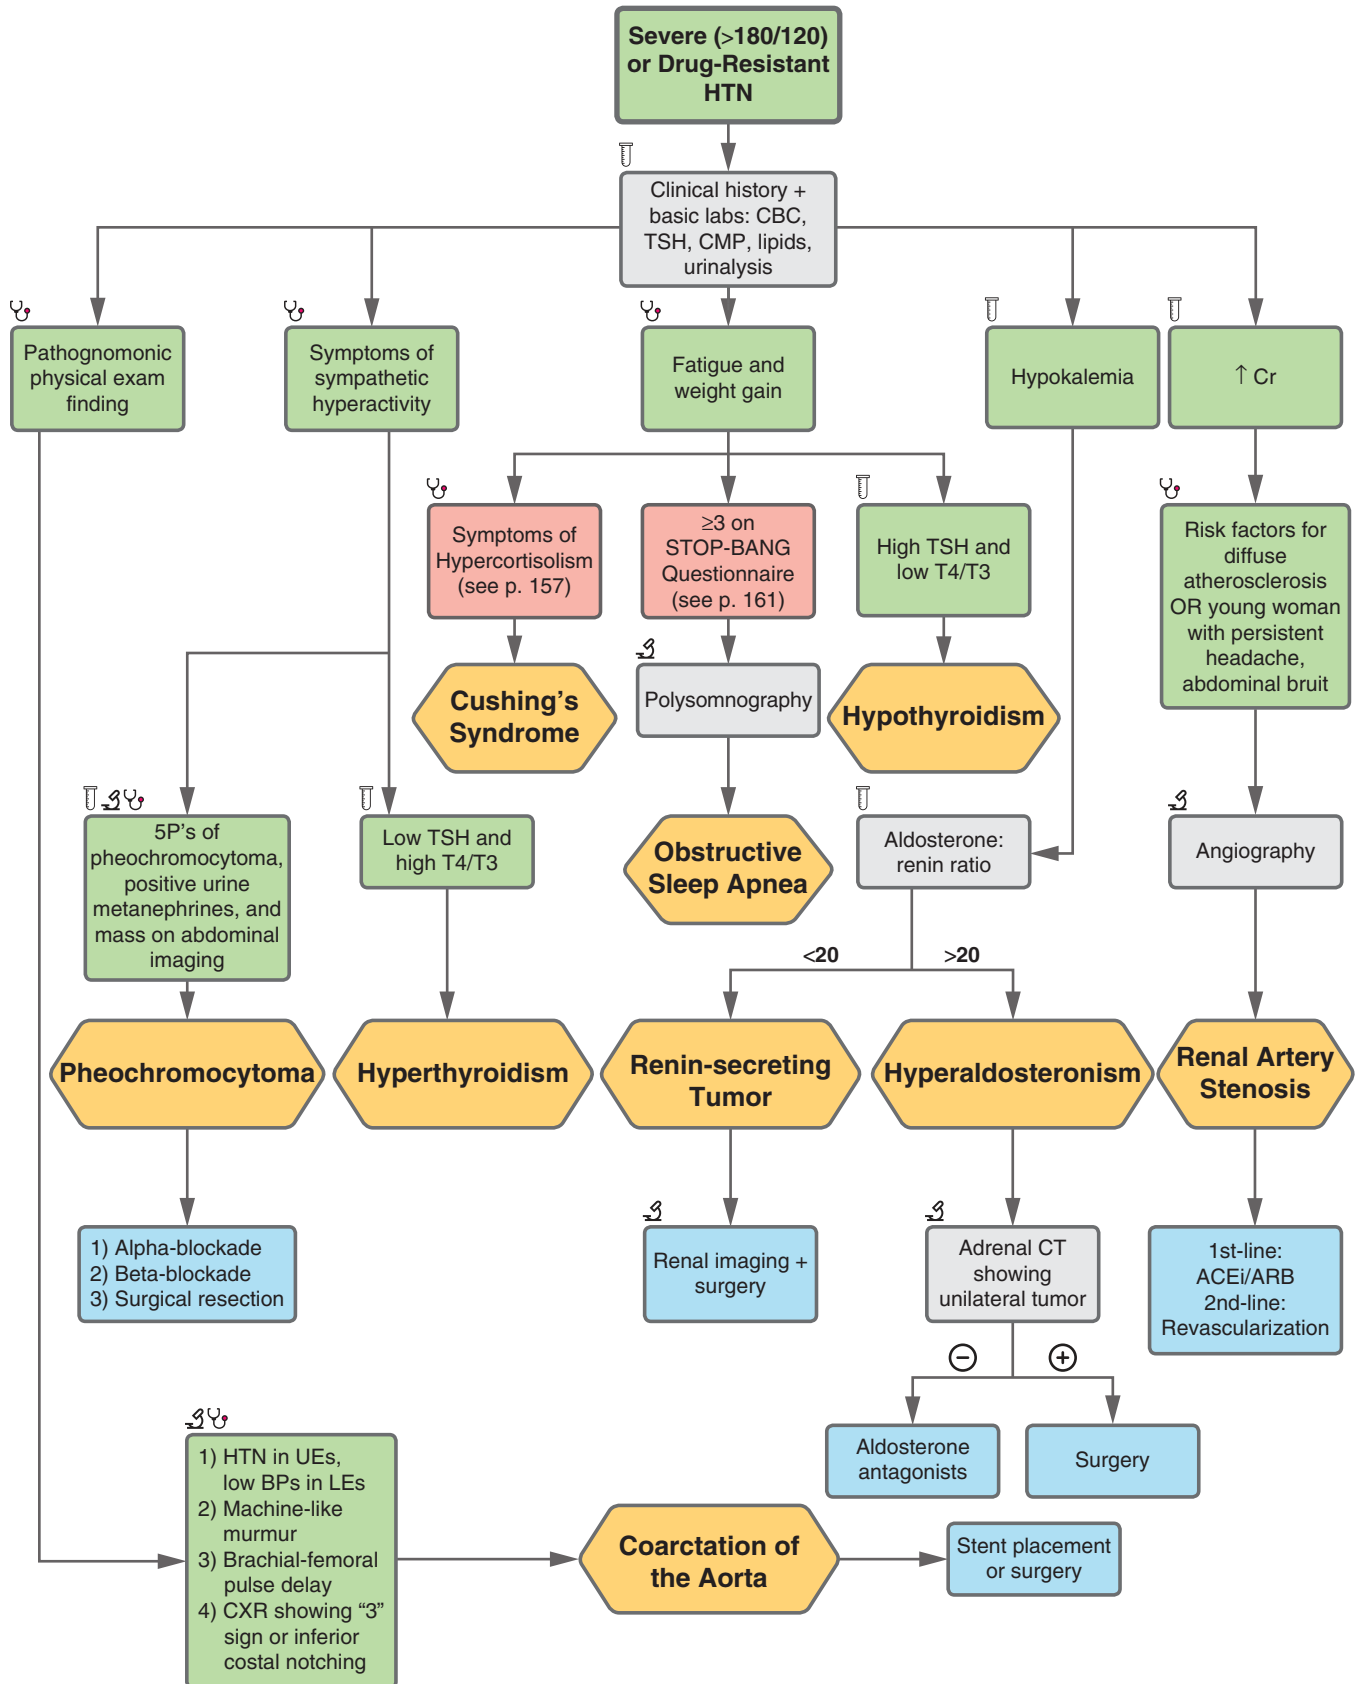 Severe (>180/120)
or Drug-Resistant
HTN
Clinical history +
basic labs: CBC,
TSH, CMP, lipids,
urinalysis
Pathognomonic
physical exam
finding
Symptoms of
sympathetic
hyperactivity
Fatigue and
weight gain
Hypokalemia
↑ Cr
Symptoms of
Hypercortisolism
(see p. 157)
≥3 on
STOP-BANG
Questionnaire
(see p. 161)
High TSH and
low T4/T3
Risk factors for
diffuse
atherosclerosis
OR young woman
with persistent
headache,
abdominal bruit
Cushing's
Syndrome
Polysomnography
Hypothyroidism
5P's of
pheochromocytoma,
positive urine
metanephrines, and
mass on abdominal
imaging
Low TSH and
high T4/T3
Obstructive
Sleep Apnea
Aldosterone:
renin ratio
Angiography
<20
>20
Pheochromocytoma
Hyperthyroidism
Renin-secreting
Tumor
Hyperaldosteronism
Renal Artery
Stenosis
1) Alpha-blockade
2) Beta-blockade
3) Surgical resection
Renal imaging +
surgery
Adrenal CT
showing
unilateral tumor
1st-line:
ACEi/ARB
2nd-line:
Revascularization
−
+
Aldosterone
antagonists
Surgery
1) HTN in UEs,
low BPs in LEs
2) Machine-like
murmur
3) Brachial-femoral
pulse delay
4) CXR showing “3”
sign or inferior
costal notching
Coarctation of
the Aorta
Stent placement
or surgery